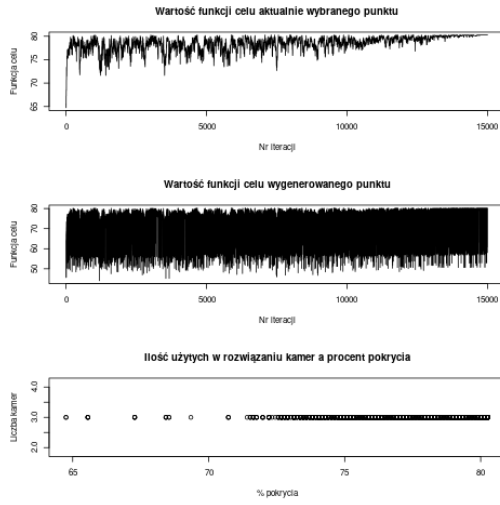 Wartość funkcji celu aktualnie wybranego punktu
Funkcja celu
65 70 75 80
0 5000 10000 15000
Nr iteracji
Wartość funkcji celu wygenerowanego punktu
Funkcja celu
50 60 70 80
0 5000 10000 15000
Nr iteracji
Ilość użytych w rozwiązaniu kamer a procent pokrycia
Liczba kamer
2.0 3.0 4.0
65 70 75 80
% pokrycia